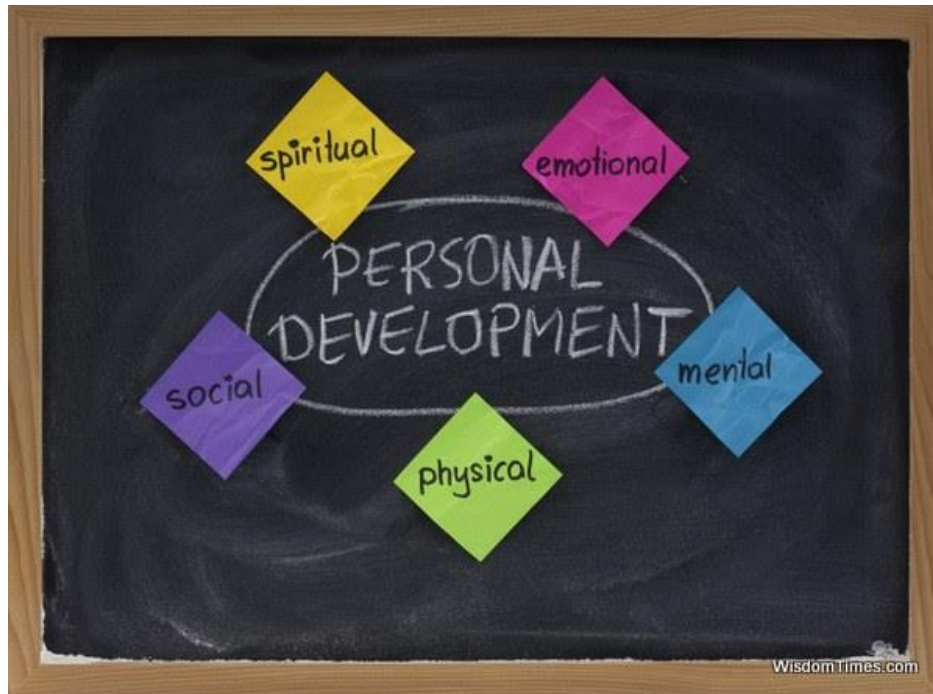 spiritual
emotional
PERSONAL
DEVELOPMENT
social
mental
physical
WisdomTimes.com